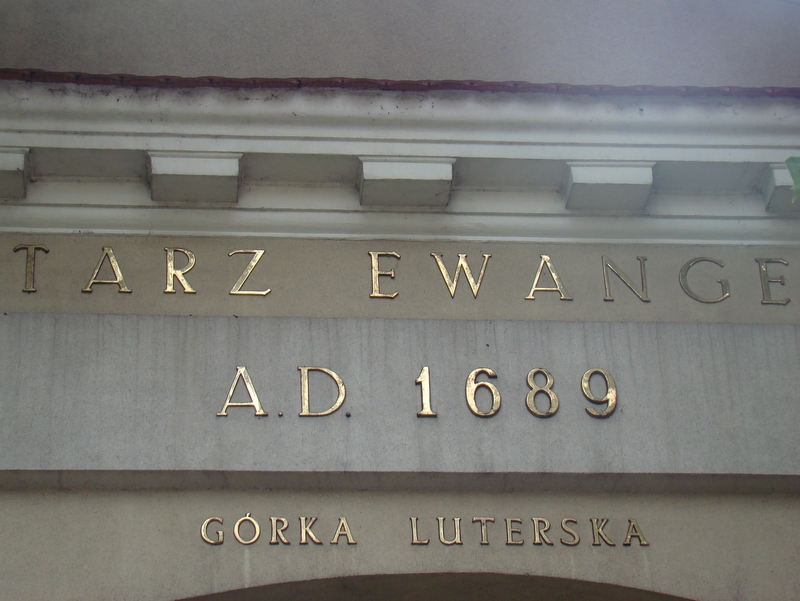 TARZ EWANGE
A.D. 1689
GÓRKA LUTERSKA